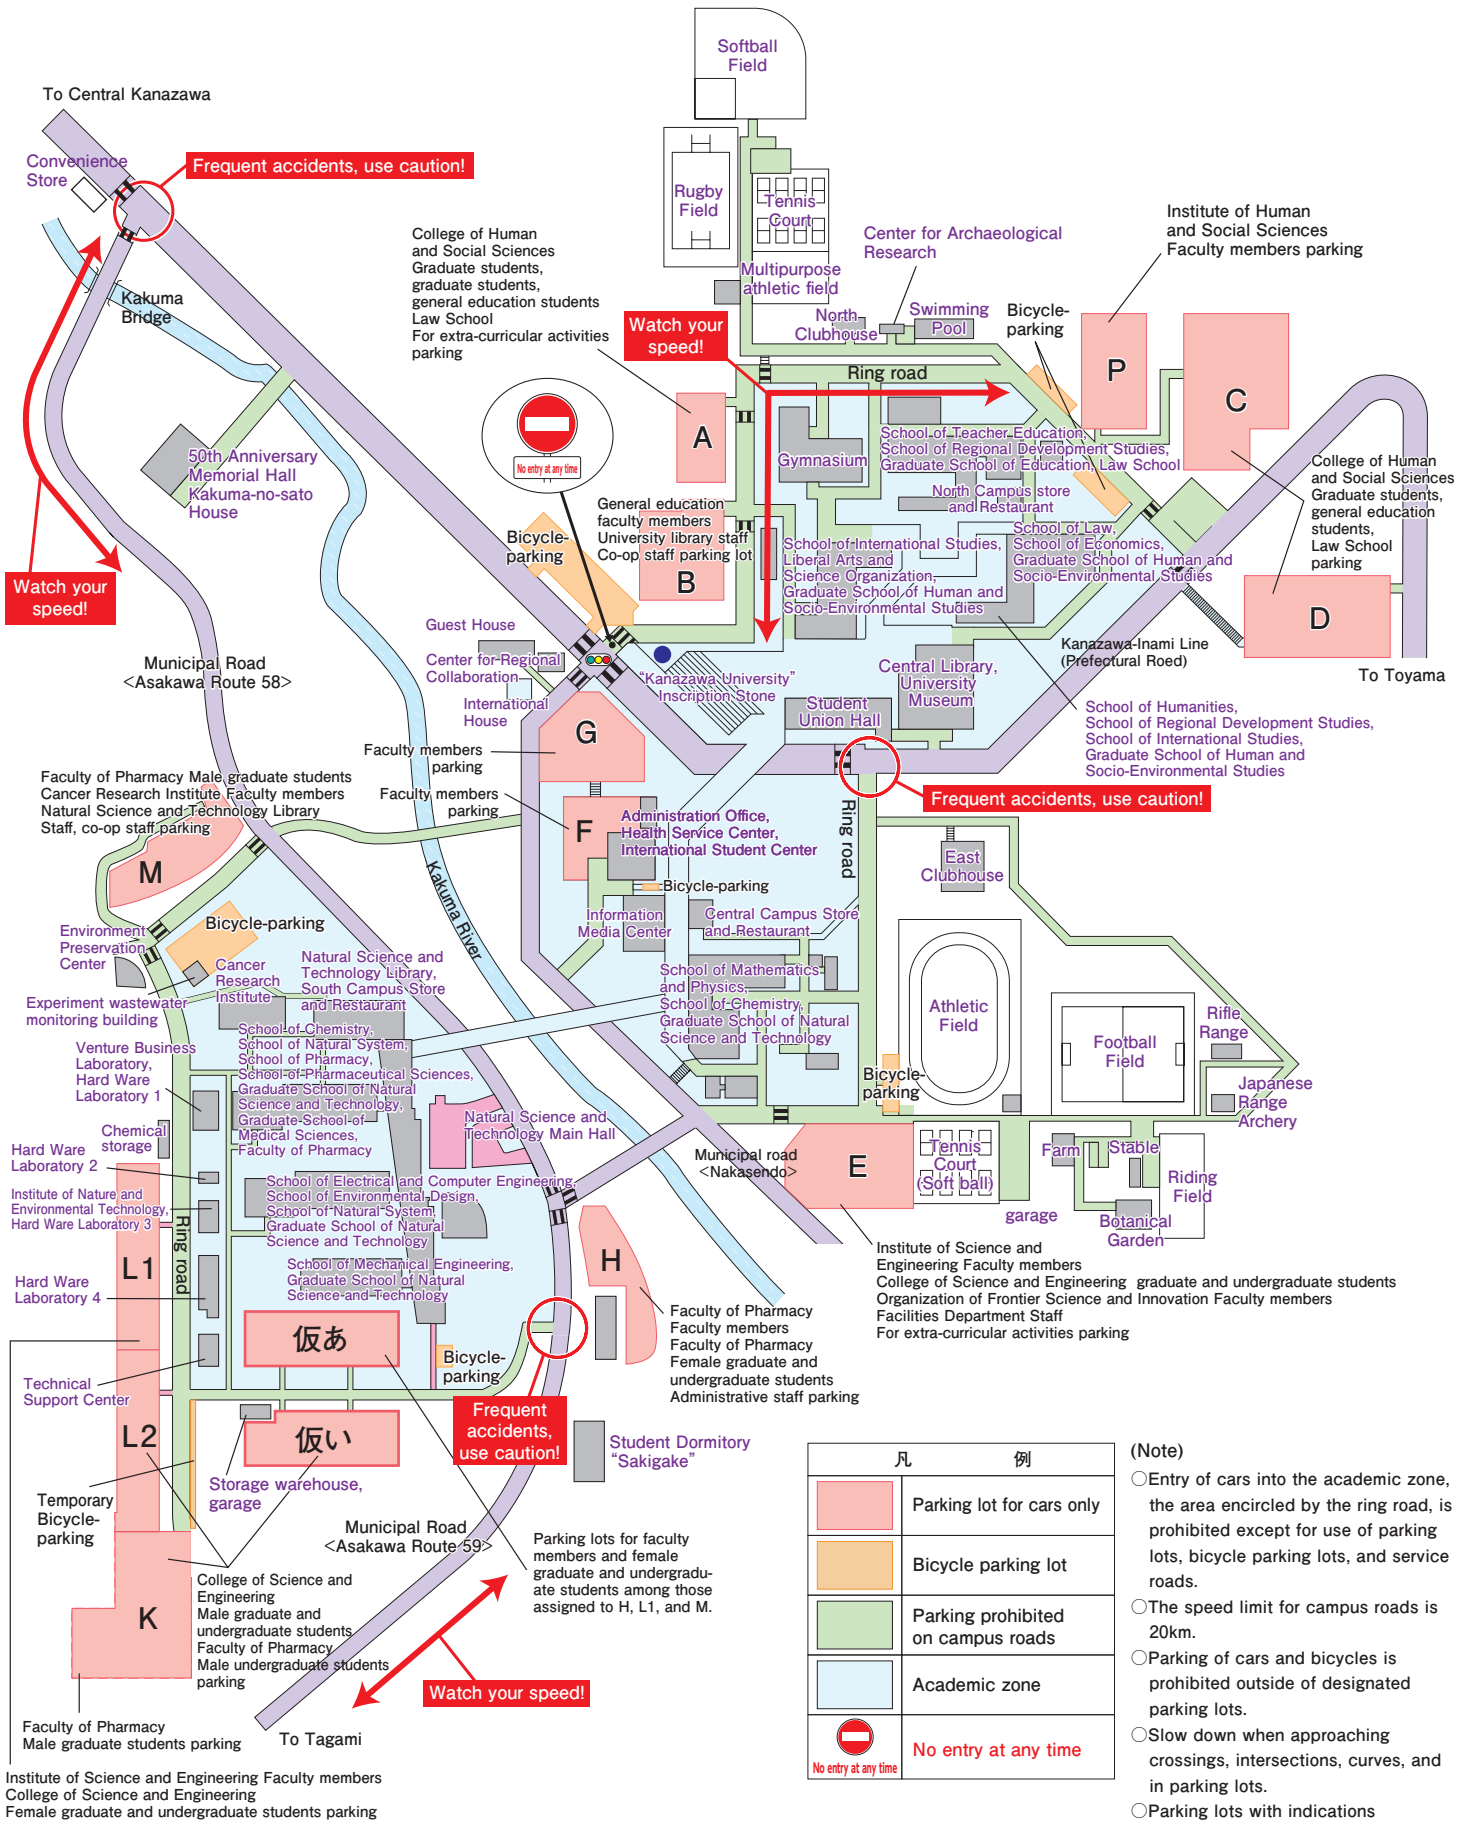 Softball
Field
To Central Kanazawa
Convenience
Store
Frequent accidents, use caution!
Rugby
Field
Tennis
Court
Multipurpose
athletic field
Center for Archaeological
Research
Institute of Human
and Social Sciences
Faculty members parking
College of Human
and Social Sciences
Graduate students,
graduate students,
general education students
Law School
For extra-curricular activities
parking
Kakuma
Bridge
Watch your
speed!
North
Clubhouse
Swimming
Pool
Bicycle-
parking
Ring road
P
C
A
No entry at any time
Gymnasium
School of Teacher Education,
School of Regional Development Studies,
Graduate School of Education, Law School
North Campus store
and Restaurant
50th Anniversary
Memorial Hall
Kakuma-no-sato
House
College of Human
and Social Sciences
Graduate students,
general education
students,
Law School
parking
General education
faculty members
University library staff
Co-op staff parking lot
B
Bicycle-
parking
School of International Studies,
Liberal Arts and
Science Organization,
Graduate School of Human and
Socio-Environmental Studies
School of Law,
School of Economics,
Graduate School of Human and
Socio-Environmental Studies
Watch your
speed!
D
Guest House
Center for Regional
Collaboration
International
House
"Kanazawa University"
Inscription Stone
Central Library,
University
Museum
Student
Union Hall
Kanazawa-Inami Line
(Prefectural Roed)
To Toyama
Municipal Road
<Asakawa Route 58>
School of Humanities,
School of Regional Development Studies,
School of International Studies,
Graduate School of Human and
Socio-Environmental Studies
G
Faculty members
parking
Faculty members
parking
F
Frequent accidents, use caution!
Faculty of Pharmacy Male graduate students
Cancer Research Institute Faculty members
Natural Science and Technology Library
Staff, co-op staff parking
M
Administration Office,
Health Service Center,
International Student Center
Ring road
East
Clubhouse
Kakuma River
Bicycle-parking
Information
Media Center
Central Campus Store
and Restaurant
Bicycle-parking
Environment
Preservation
Center
Cancer
Research
Institute
Natural Science and
Technology Library,
South Campus Store
and Restaurant
Experiment wastewater
monitoring building
School of Mathematics
and Physics,
School of Chemistry,
Graduate School of Natural
Science and Technology
Athletic
Field
Football
Field
Rifle
Range
Japanese
Range
Archery
School of Chemistry,
School of Natural System,
School of Pharmacy,
School of Pharmaceutical Sciences,
Graduate School of Natural
Science and Technology,
Graduate School of
Medical Sciences,
Faculty of Pharmacy
Venture Business
Laboratory,
Hard Ware
Laboratory 1
Bicycle-
parking
Chemical
storage
Natural Science and
Technology Main Hall
Hard Ware
Laboratory 2
Municipal road
<Nakasendo>
E
Tennis
Court
(Soft ball)
Farm
Stable
Riding
Field
garage
Botanical
Garden
Institute of Nature and
Environmental Technology,
Hard Ware Laboratory 3
School of Electrical and Computer Engineering,
School of Environmental Design,
School of Natural System,
Graduate School of Natural
Science and Technology
L1
Ring road
Hard Ware
Laboratory 4
School of Mechanical Engineering,
Graduate School of Natural
Science and Technology
H
Institute of Science and
Engineering Faculty members
College of Science and Engineering graduate and undergraduate students
Organization of Frontier Science and Innovation Faculty members
Facilities Department Staff
For extra-curricular activities parking
仮あ
Faculty of Pharmacy
Faculty members
Faculty of Pharmacy
Female graduate and
undergraduate students
Administrative staff parking
Bicycle-
parking
Technical
Support Center
Frequent
accidents,
use caution!
L2
仮い
Student Dormitory
"Sakigake"
Storage warehouse,
garage
Temporary
Bicycle-
parking
Municipal Road
<Asakawa Route 59>
Parking lots for faculty
members and female
graduate and undergradu-
ate students among those
assigned to H, L1, and M.
College of Science and
Engineering
Male graduate and
undergraduate students
Faculty of Pharmacy
Male undergraduate students
parking
K
Watch your speed!
Faculty of Pharmacy
Male graduate students parking
To Tagami
Institute of Science and Engineering Faculty members
College of Science and Engineering
Female graduate and undergraduate students parking
凡 例
Parking lot for cars only
Bicycle parking lot
Parking prohibited
on campus roads
Academic zone
No entry at any time
No entry at any time
(Note)
○Entry of cars into the academic zone,
the area encircled by the ring road, is
prohibited except for use of parking
lots, bicycle parking lots, and service
roads.
○The speed limit for campus roads is
20km.
○Parking of cars and bicycles is
prohibited outside of designated
parking lots.
○Slow down when approaching
crossings, intersections, curves, and
in parking lots.
○Parking lots with indications